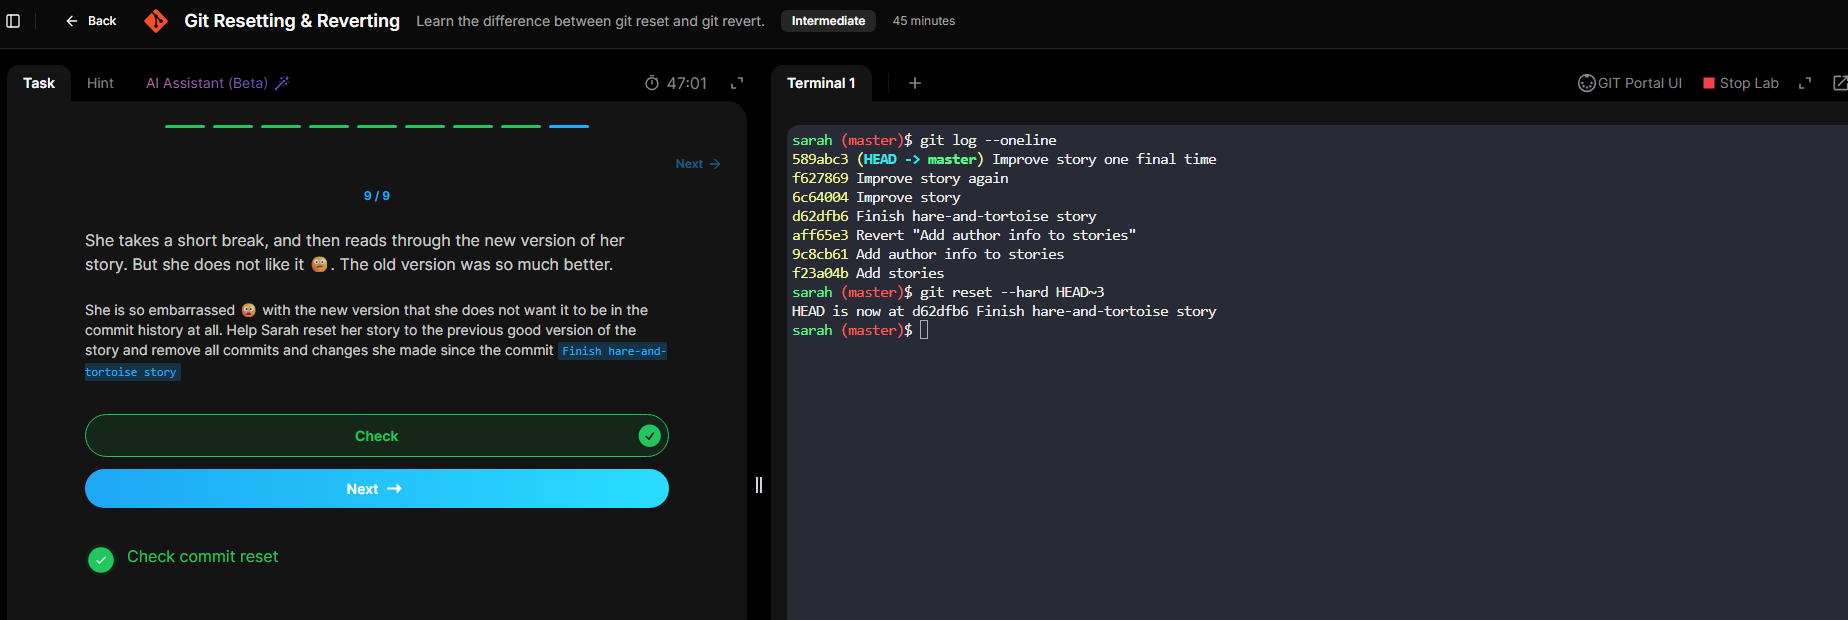 Back
Git Resetting & Reverting
Learn the difference between git reset and git revert.
Intermediate
45 minutes
Task
Hint
AI Assistant (Beta)
47:01
Next →
9 / 9
She takes a short break, and then reads through the new version of her
story. But she does not like it 😨. The old version was so much better.
She is so embarrassed 😨 with the new version that she does not want it to be in the
commit history at all. Help Sarah reset her story to the previous good version of the
story and remove all commits and changes she made since the commit Finish hare-and-
tortoise story
Check
Next →
Check commit reset
Terminal 1
+
GIT Portal UI
Stop Lab
sarah (master)$ git log --oneline
589abc3 (HEAD -> master) Improve story one final time
f627869 Improve story again
6c64004 Improve story
d62dfb6 Finish hare-and-tortoise story
aff65e3 Revert "Add author info to stories"
9c8cb61 Add author info to stories
f23a04b Add stories
sarah (master)$ git reset --hard HEAD~3
HEAD is now at d62dfb6 Finish hare-and-tortoise story
sarah (master)$